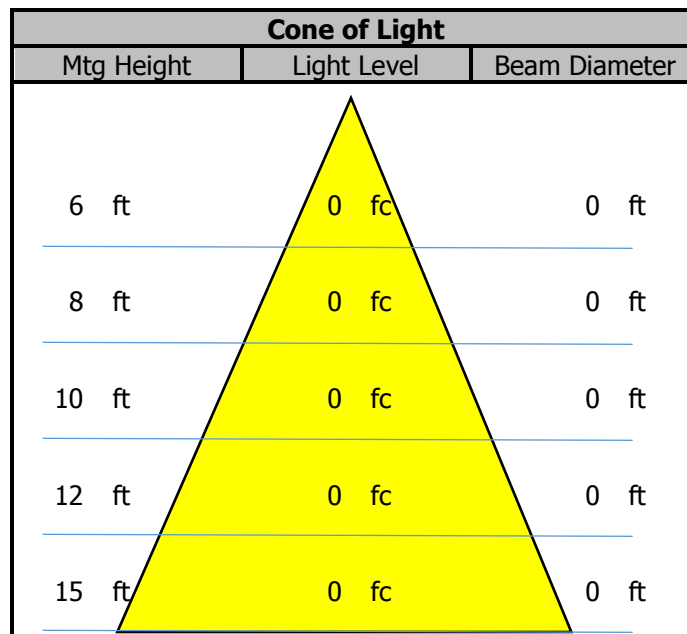 Cone of Light
Mtg Height Light Level Beam Diameter
6 ft 0 fc 0 ft
8 ft 0 fc 0 ft
10 ft 0 fc 0 ft
12 ft 0 fc 0 ft
15 ft 0 fc 0 ft